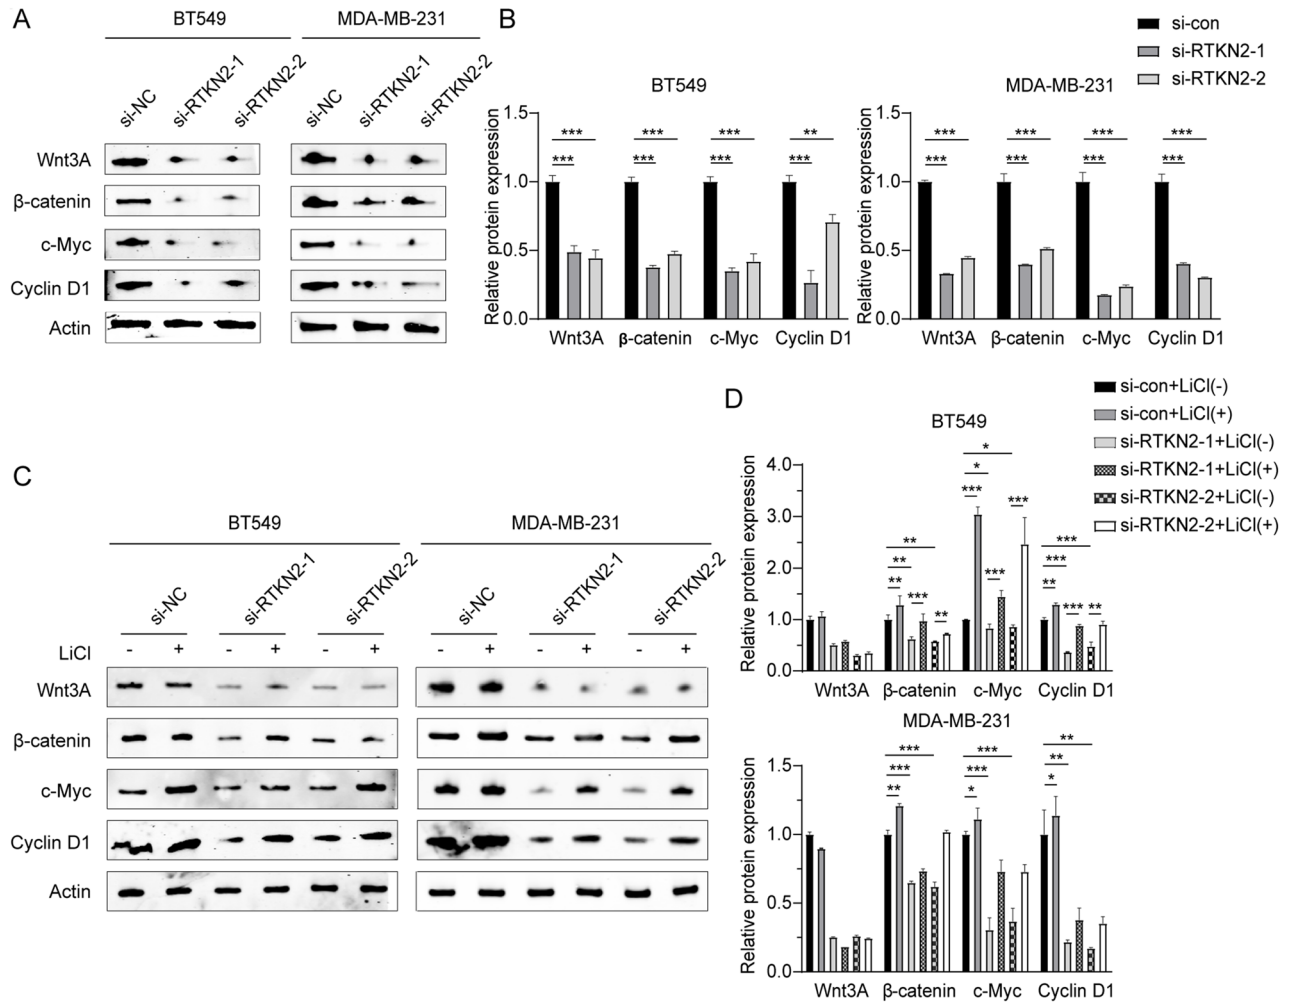 A
BT549
MDA-MB-231
si-NC
si-RTKN2-1
si-RTKN2-2
si-NC
si-RTKN2-1
si-RTKN2-2
Wnt3A
β-catenin
c-Myc
Cyclin D1
Actin
B
si-con
si-RTKN2-1
si-RTKN2-2
BT549
Relative protein expression
1.5
1.0
0.5
0.0
*** *** *** **
*** *** *** ***
Wnt3A β-catenin c-Myc Cyclin D1
MDA-MB-231
Relative protein expression
1.5
1.0
0.5
0.0
*** *** *** ***
*** *** *** ***
Wnt3A β-catenin c-Myc Cyclin D1
C
BT549
MDA-MB-231
si-NC
si-RTKN2-1
si-RTKN2-2
si-NC
si-RTKN2-1
si-RTKN2-2
LiCl - + - + - + - + - + - +
Wnt3A
β-catenin
c-Myc
Cyclin D1
Actin
D
si-con+LiCl(-)
si-con+LiCl(+)
si-RTKN2-1+LiCl(-)
si-RTKN2-1+LiCl(+)
si-RTKN2-2+LiCl(-)
si-RTKN2-2+LiCl(+)
BT549
Relative protein expression
4.0
3.0
2.0
1.0
0.0
** ** ** *** **
* * *** *** ***
*** *** ** *** **
Wnt3A β-catenin c-Myc Cyclin D1
MDA-MB-231
Relative protein expression
1.5
1.0
0.5
0.0
*** *** **
*** *** **
** * *
Wnt3A β-catenin c-Myc Cyclin D1